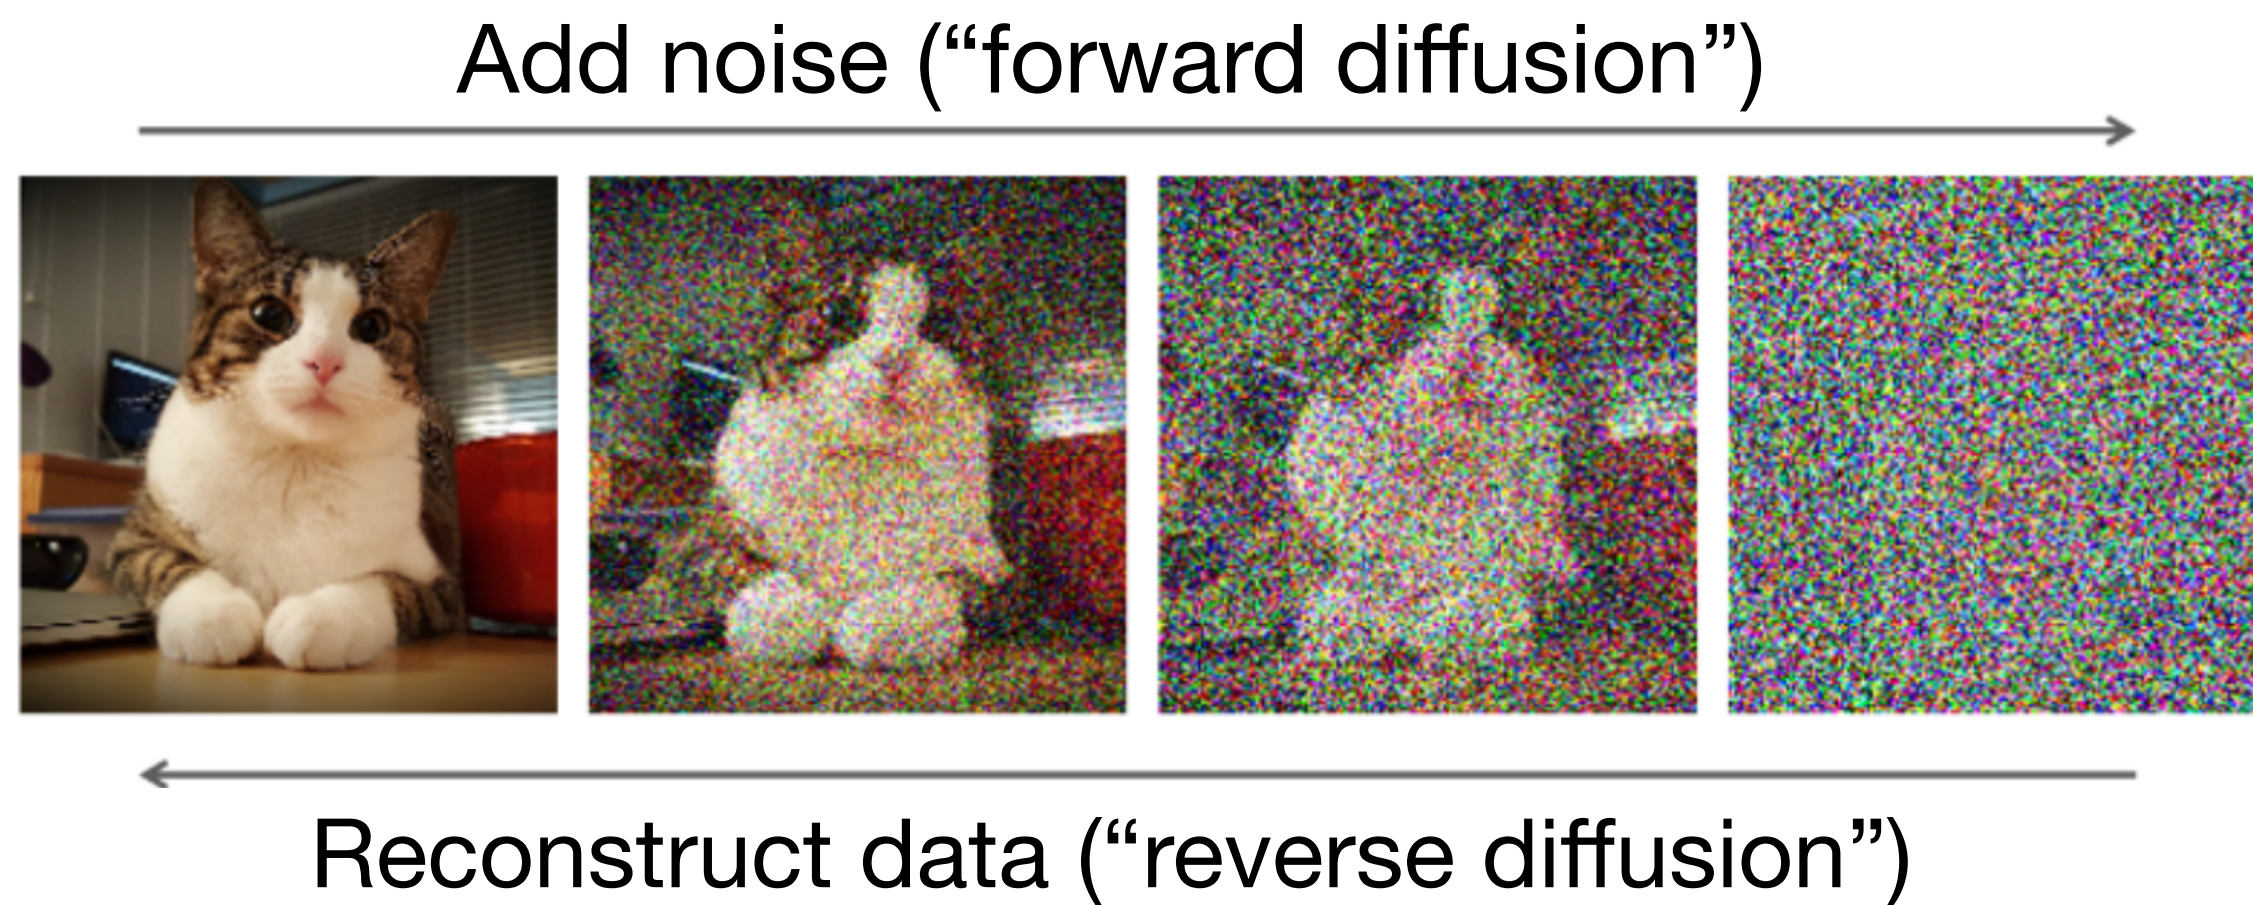 Add noise (“forward diffusion”)
Reconstruct data (“reverse diffusion”)